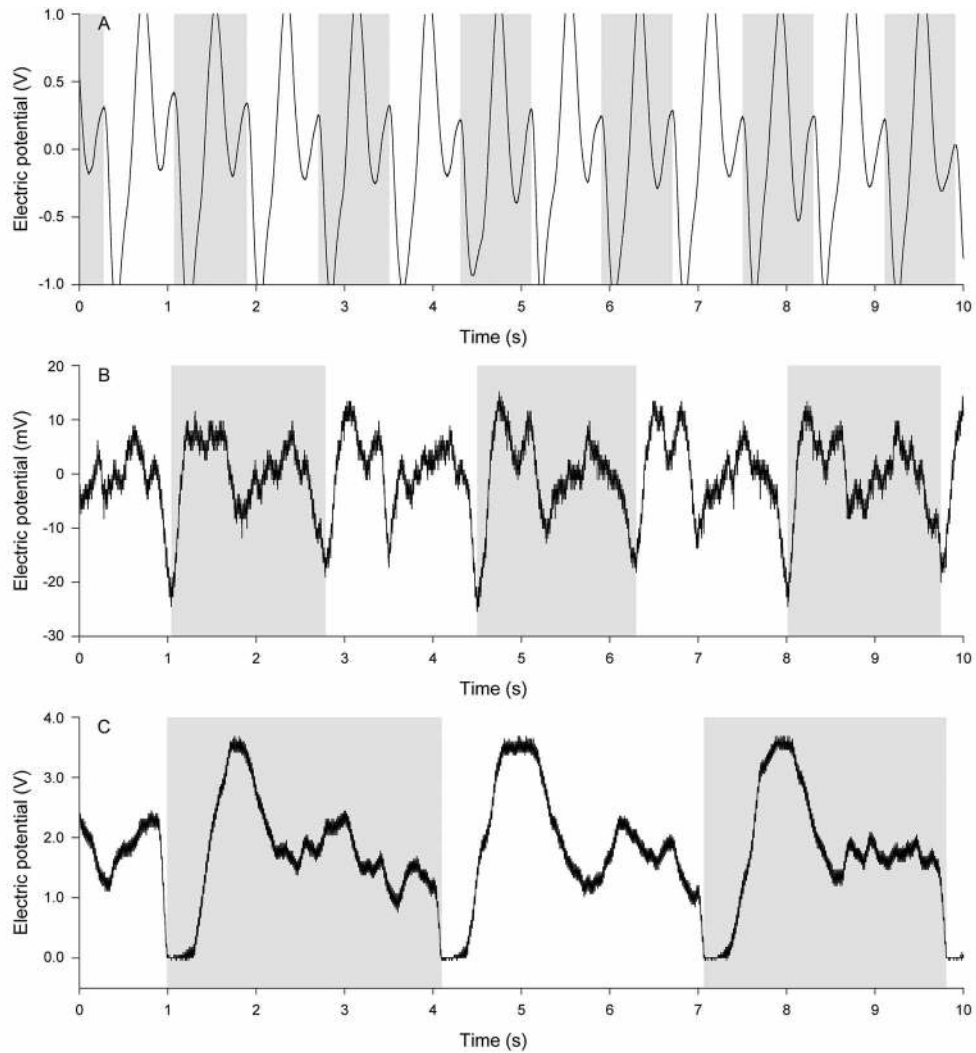 A
Electric potential (V)
1.0
0.5
0.0
-0.5
-1.0
0 1 2 3 4 5 6 7 8 9 10
Time (s)
B
Electric potential (mV)
20
10
0
-10
-20
-30
0 1 2 3 4 5 6 7 8 9 10
Time (s)
C
Electric potential (V)
4.0
3.0
2.0
1.0
0.0
0 1 2 3 4 5 6 7 8 9 10
Time (s)